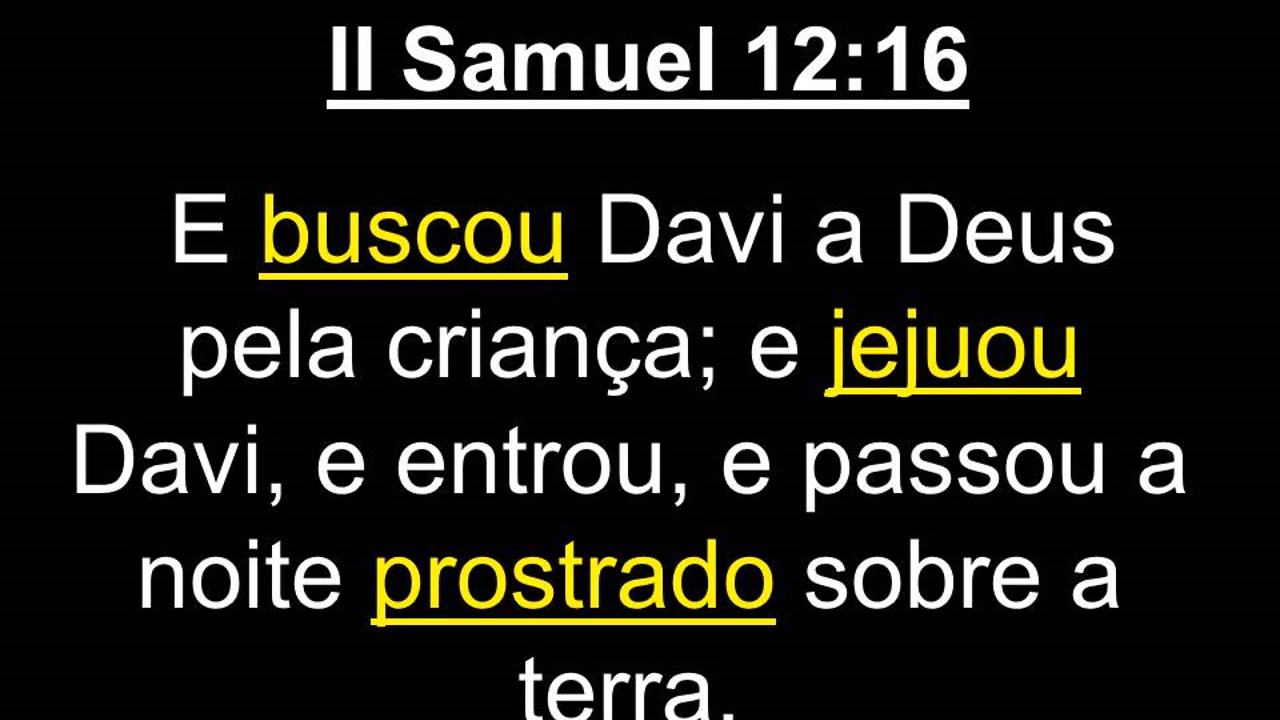 II Samuel 12:16
E buscou Davi a Deus
pela criança; e jejuou
Davi, e entrou, e passou a
noite prostrado sobre a
terra.